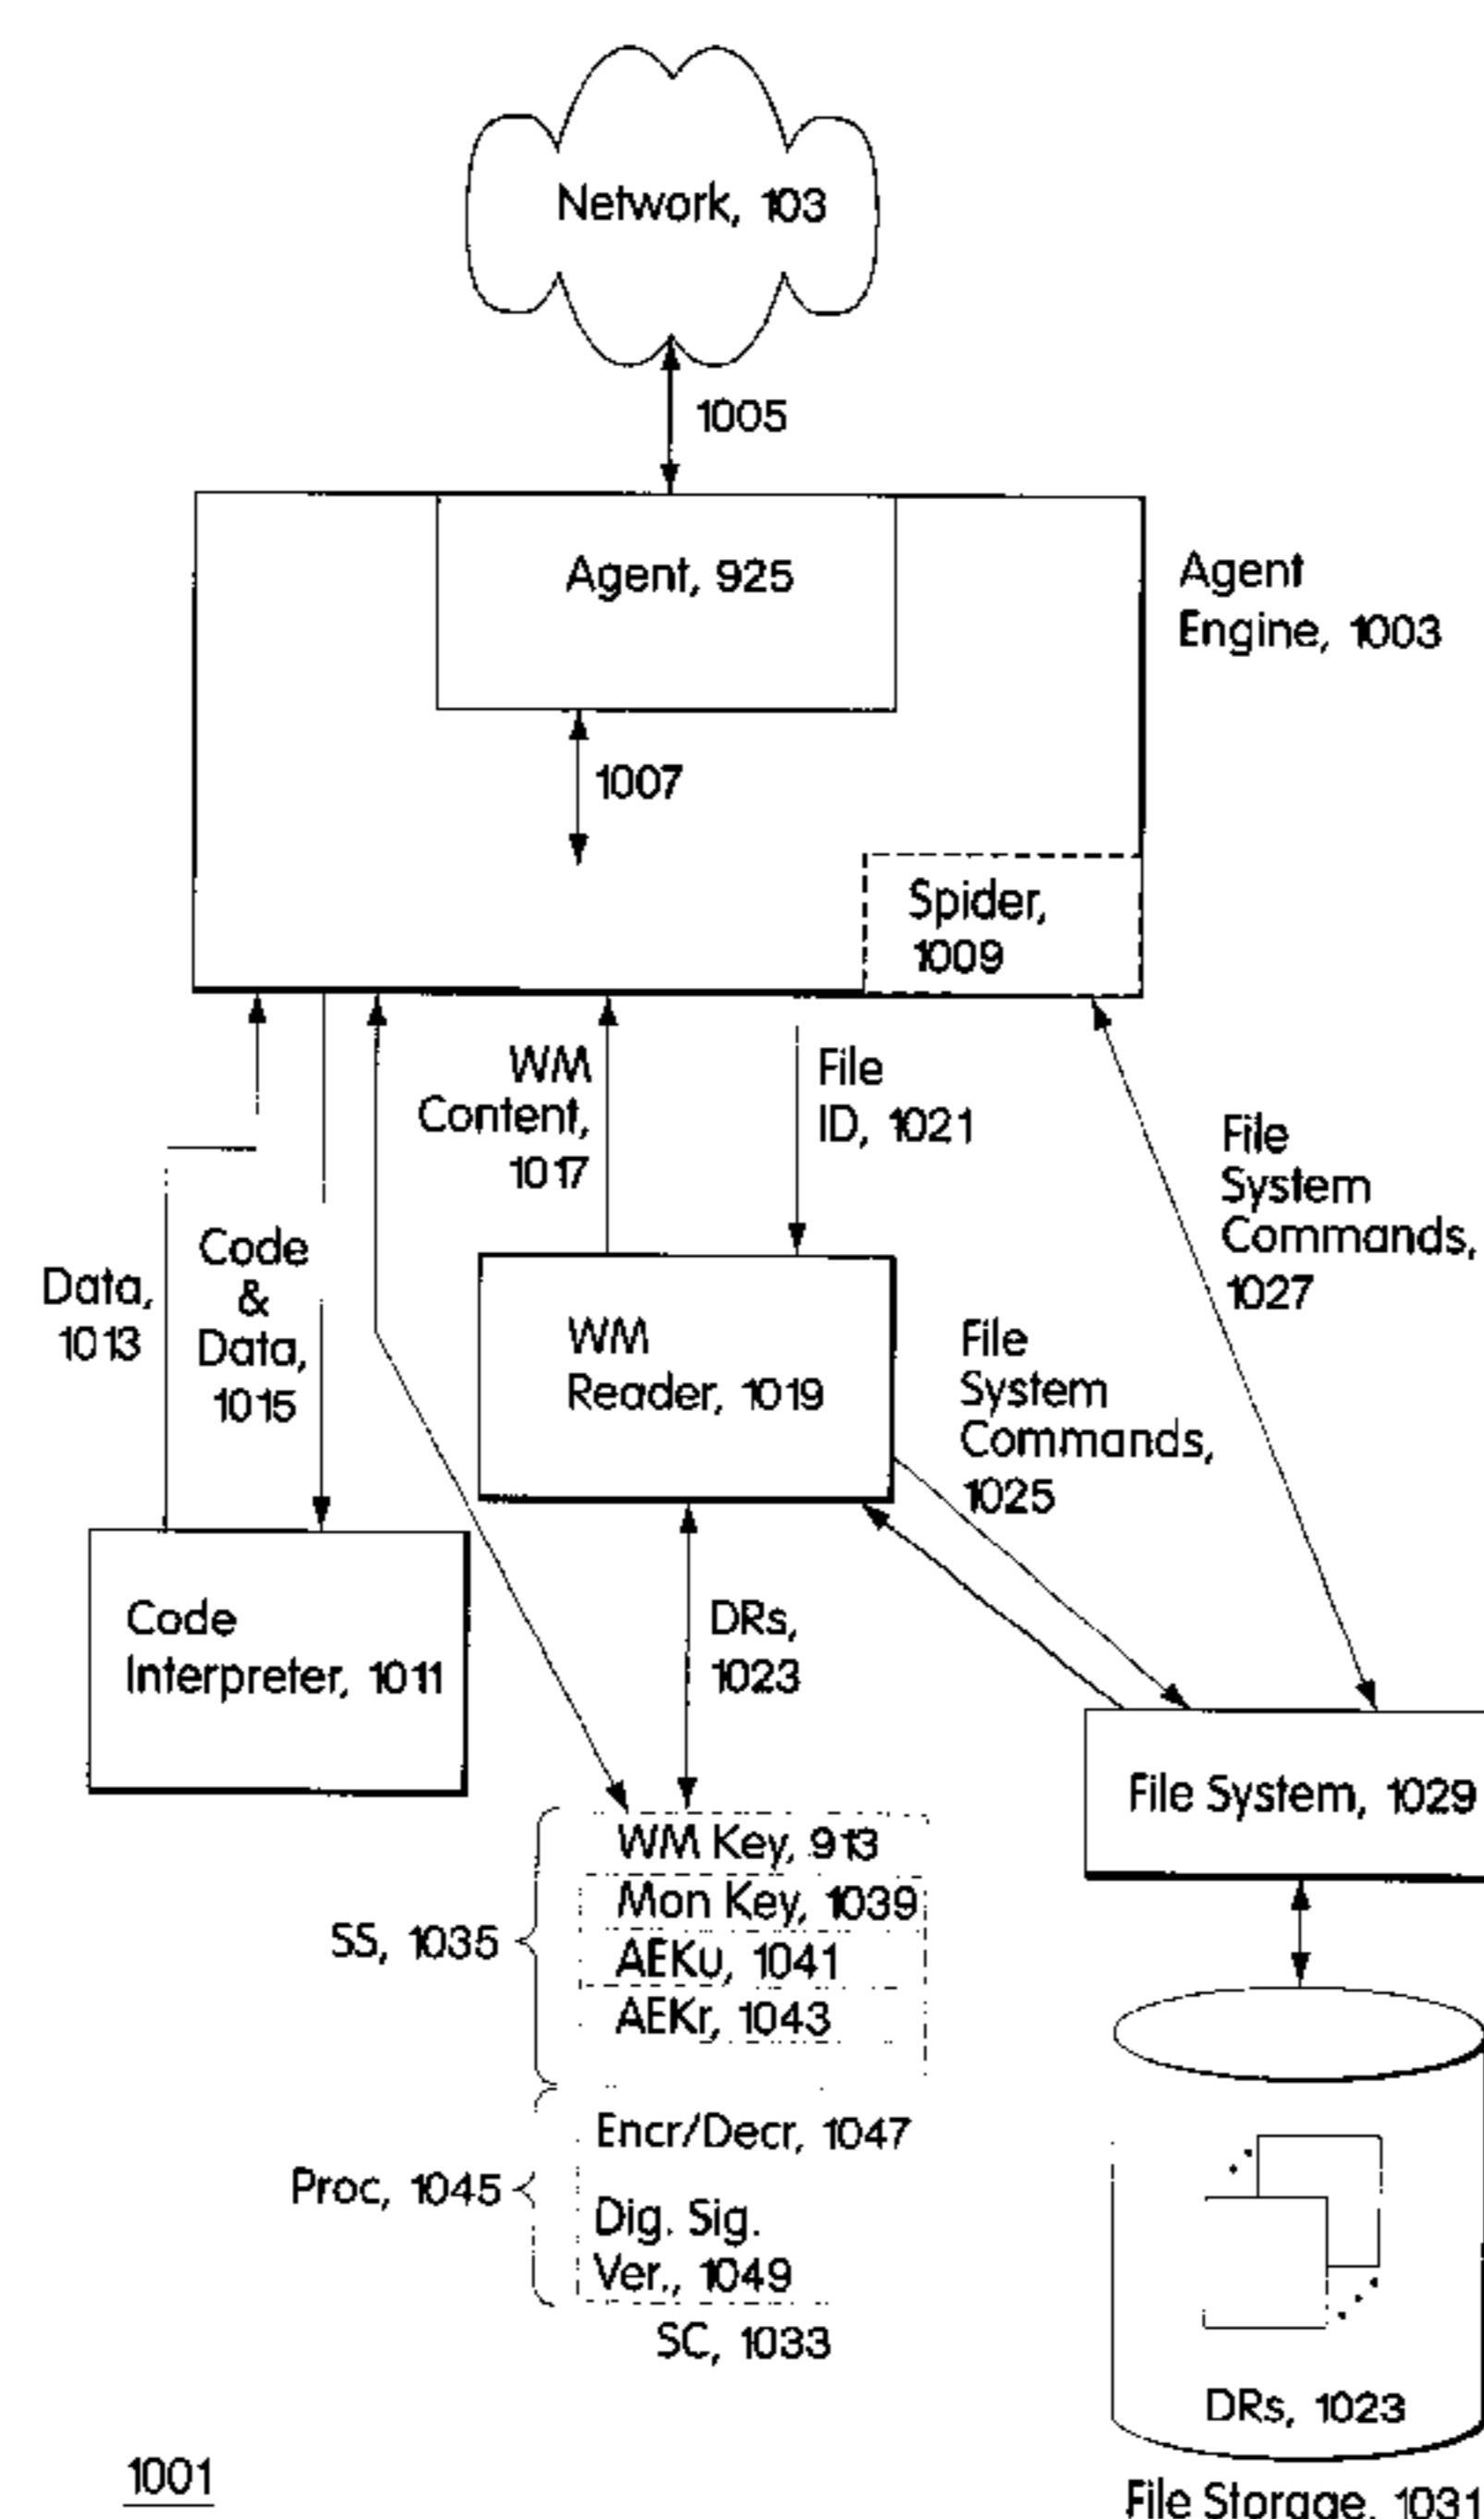 Network, 103
1005
Agent, 925
Agent
Engine, 1003
1007
Spider,
1009
WM
Content,
1017
File
ID, 1021
File
System
Commands,
1027
Data,
1013
Code
&
Data,
1015
WM
Reader, 1019
File
System
Commands,
1025
Code
Interpreter, 1011
DRs,
1023
File System, 1029
WM Key, 913
Mon Key, 1039
AEKu, 1041
AEKr, 1043
SS, 1035
Encr/Decr, 1047
Proc, 1045
Dig. Sig.
Ver., 1049
SC, 1033
DRs, 1023
File Storage, 1031
1001